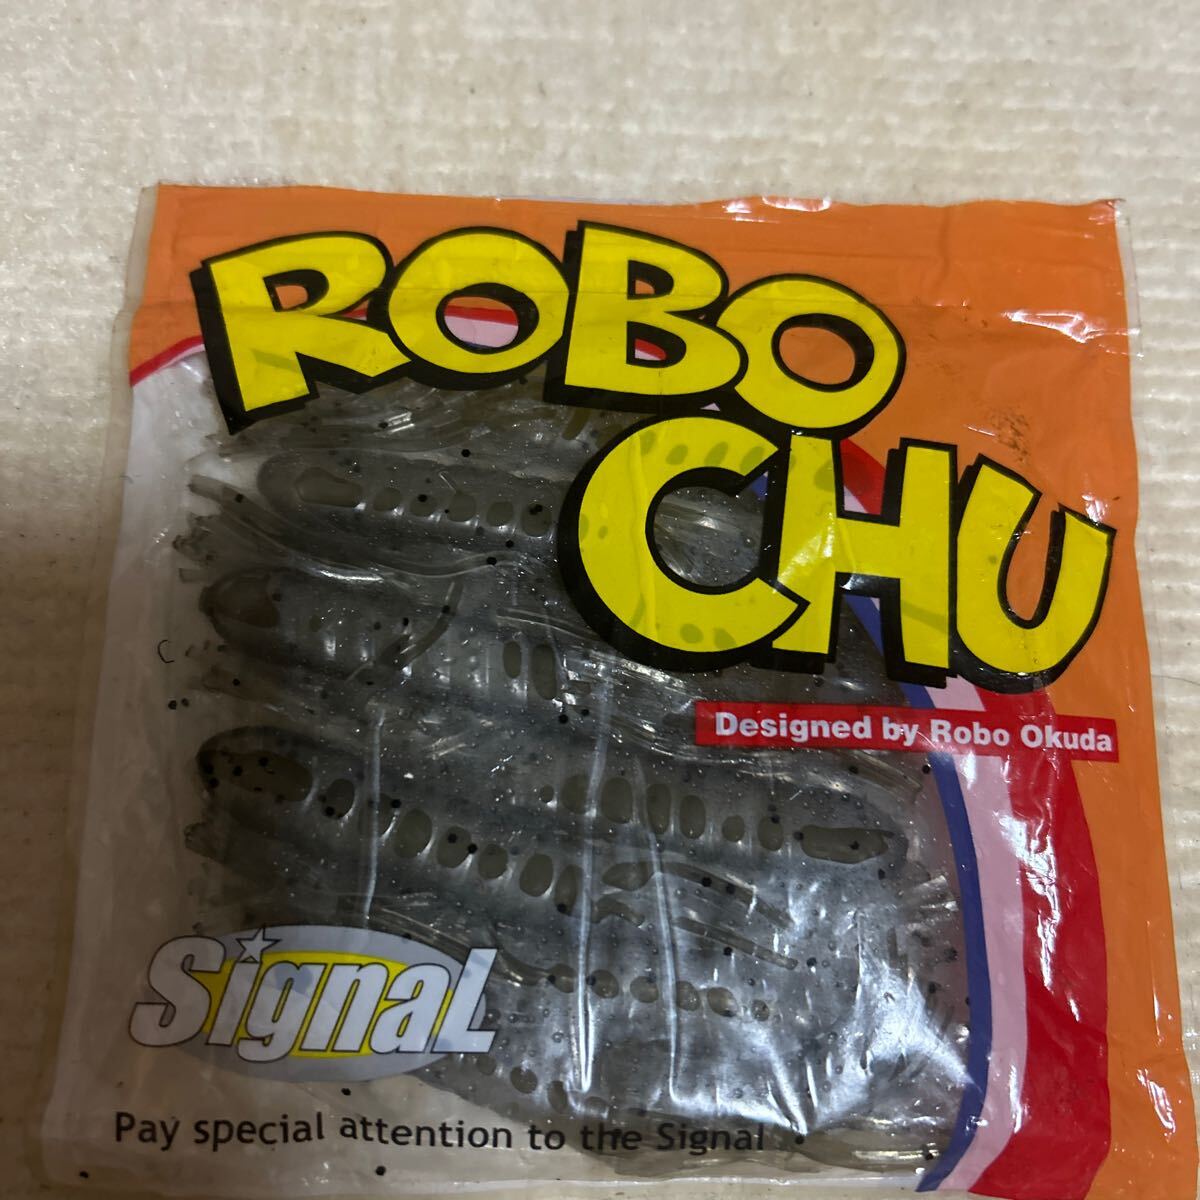 ROBO
CHU
Designed by Robo Okuda
Signal
Pay special attention to the Signal